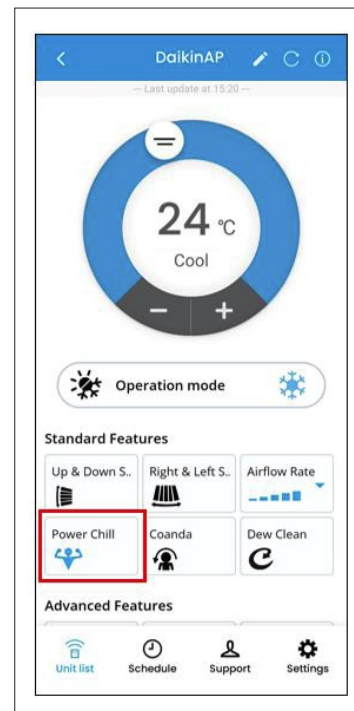 DaikinAP
— Last update at 15:20 —
24 °C
Cool
− +
Operation mode
Standard Features
Up & Down S.. Right & Left S.. Airflow Rate
Power Chill Coanda Dew Clean
Advanced Features
Unit list Schedule Support Settings